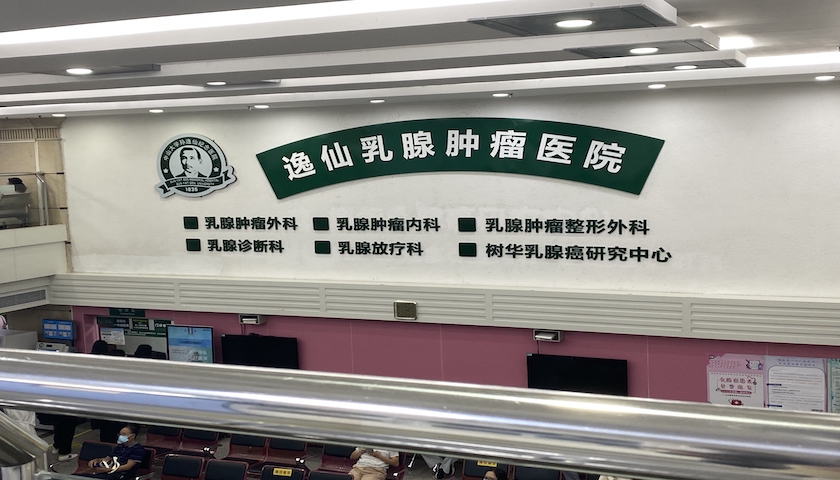 逸仙乳腺肿瘤医院
1835
乳腺肿瘤外科
乳腺肿瘤内科
乳腺肿瘤整形外科
乳腺诊断科
乳腺放疗科
树华乳腺癌研究中心